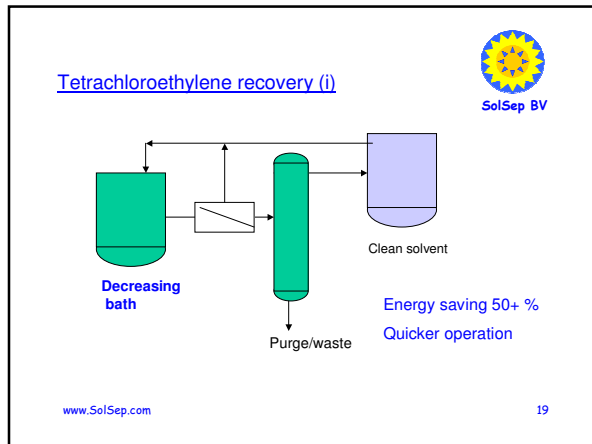 Tetrachloroethylene recovery (i)
SolSep BV
Clean solvent
Decreasing
bath
Purge/waste
Energy saving 50+ %
Quicker operation
www.SolSep.com
19